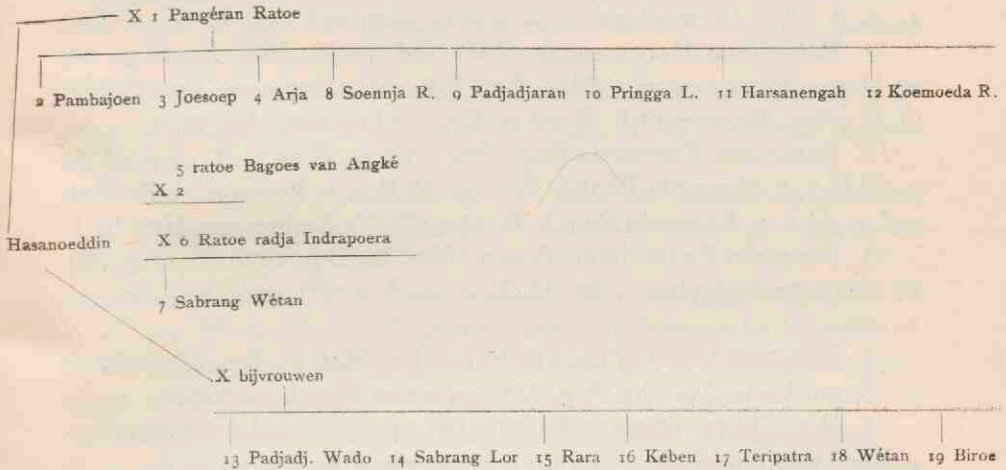 X 1 Pangéran Ratoe
2 Pambajoen 3 Joesoep 4 Arja 8 Soennja R. 9 Padjadjaran 10 Pringga L. 11 Harsanengah 12 Koemoeda R.
5 ratoe Bagoes van Angké
X 2
Hasanoeddin X 6 Ratoe radja Indrapoera
7 Sabrang Wétan
X bijvrouwen
13 Padjadj. Wado 14 Sabrang Lor 15 Rara 16 Keben 17 Teripatra 18 Wétan 19 Biroe